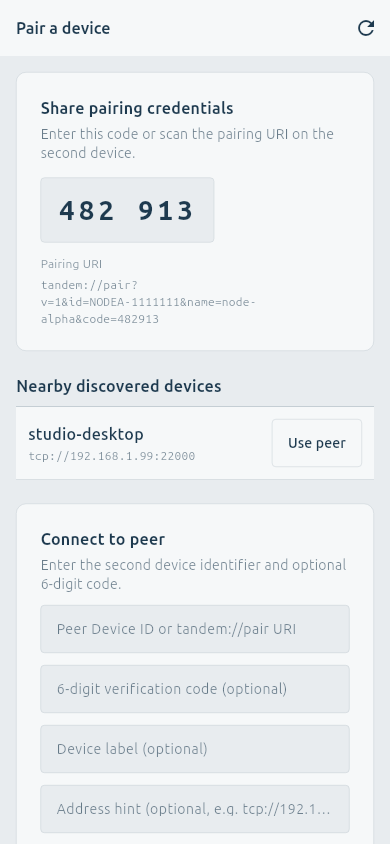 Pair a device
Share pairing credentials
Enter this code or scan the pairing URI on the
second device.
482 913
Pairing URI
tandem://pair?
v=1&id=NODEA-1111111&name=node-
alpha&code=482913
Nearby discovered devices
studio-desktop
tcp://192.168.1.99:22000
Use peer
Connect to peer
Enter the second device identifier and optional
6-digit code.
Peer Device ID or tandem://pair URI
6-digit verification code (optional)
Device label (optional)
Address hint (optional, e.g. tcp://192.1...